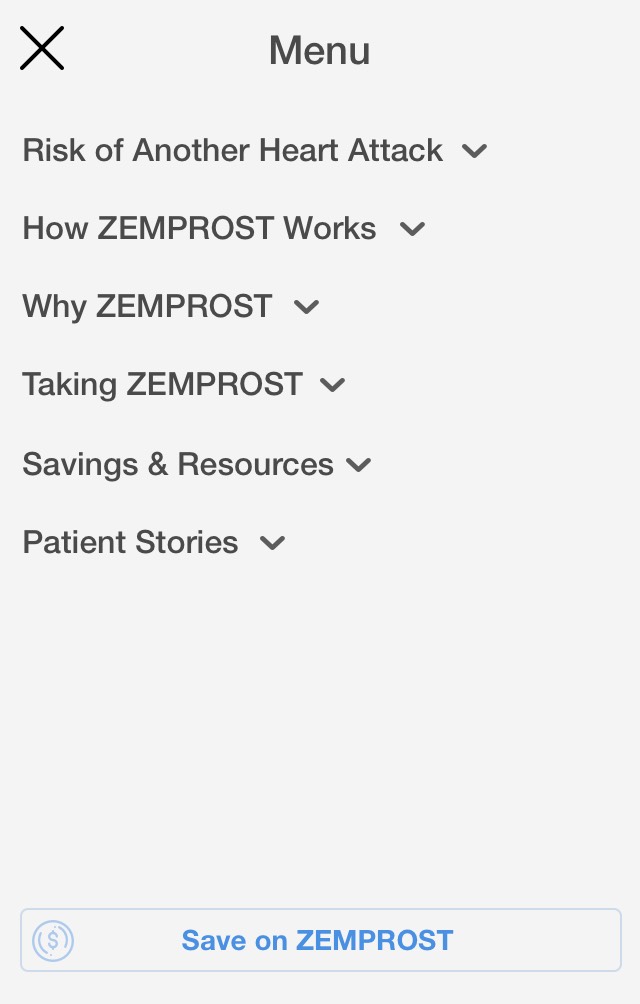 Menu
Risk of Another Heart Attack
How ZEMPROST Works
Why ZEMPROST
Taking ZEMPROST
Savings & Resources
Patient Stories
$ Save on ZEMPROST